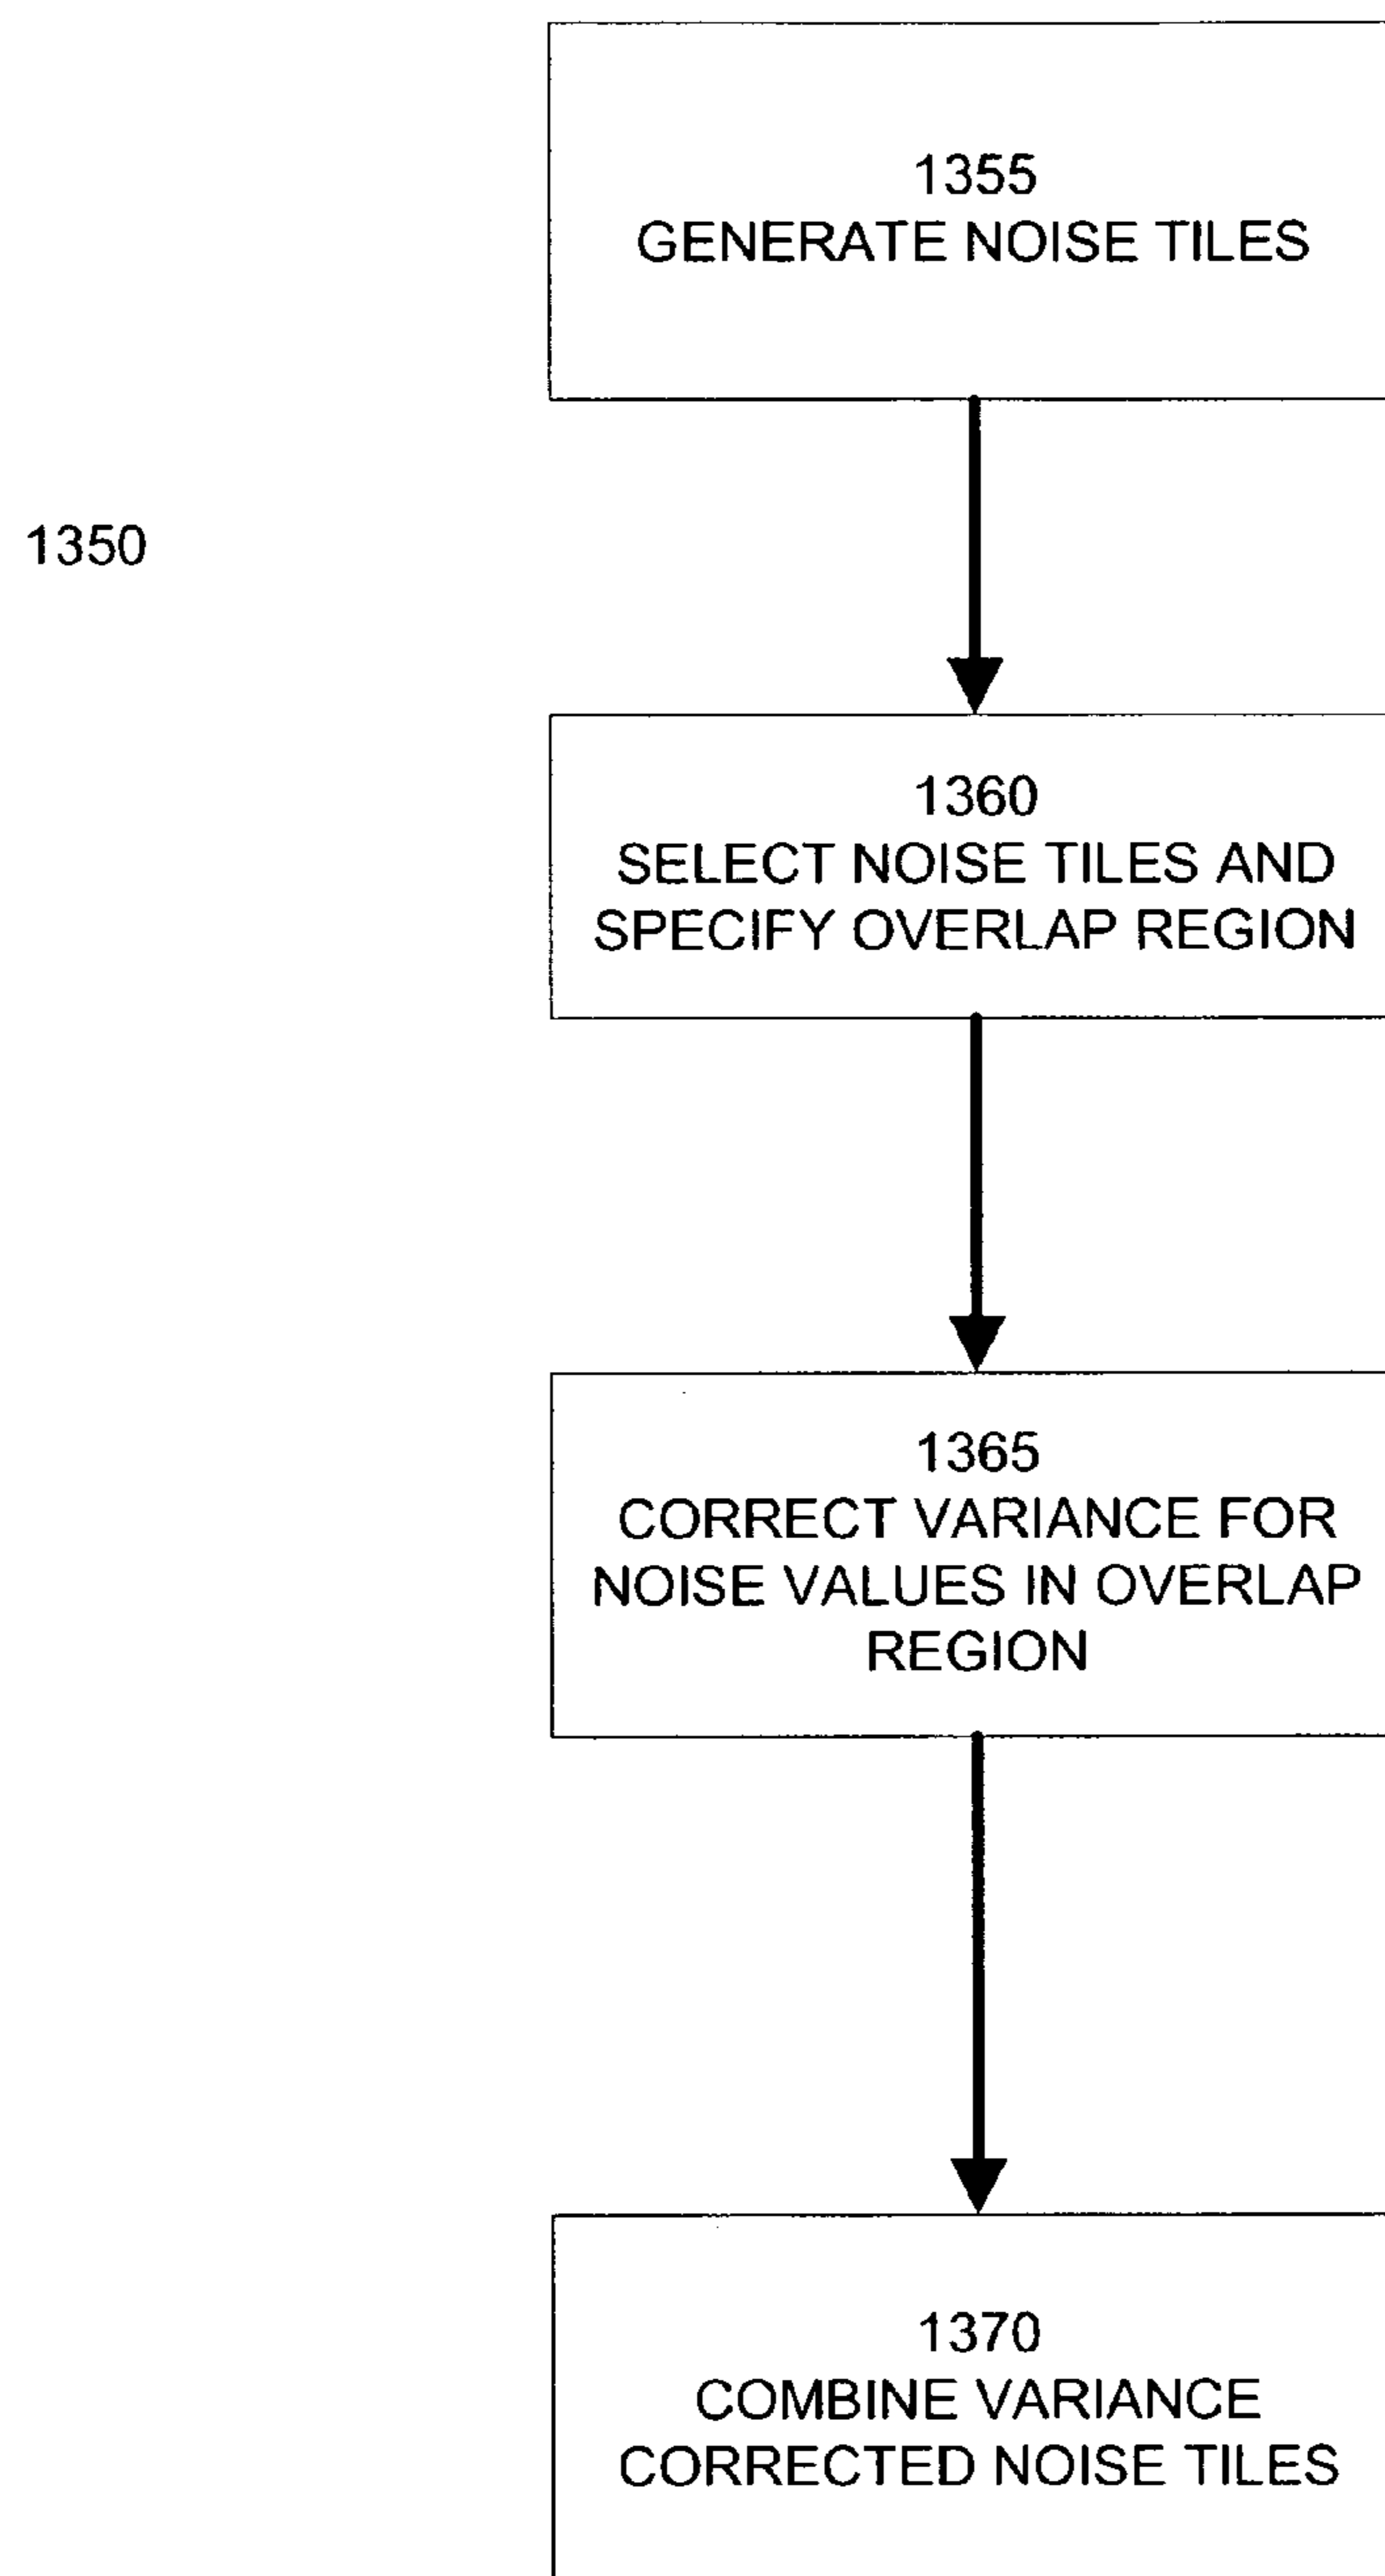 1355
GENERATE NOISE TILES
1350
1360
SELECT NOISE TILES AND
SPECIFY OVERLAP REGION
1365
CORRECT VARIANCE FOR
NOISE VALUES IN OVERLAP
REGION
1370
COMBINE VARIANCE
CORRECTED NOISE TILES